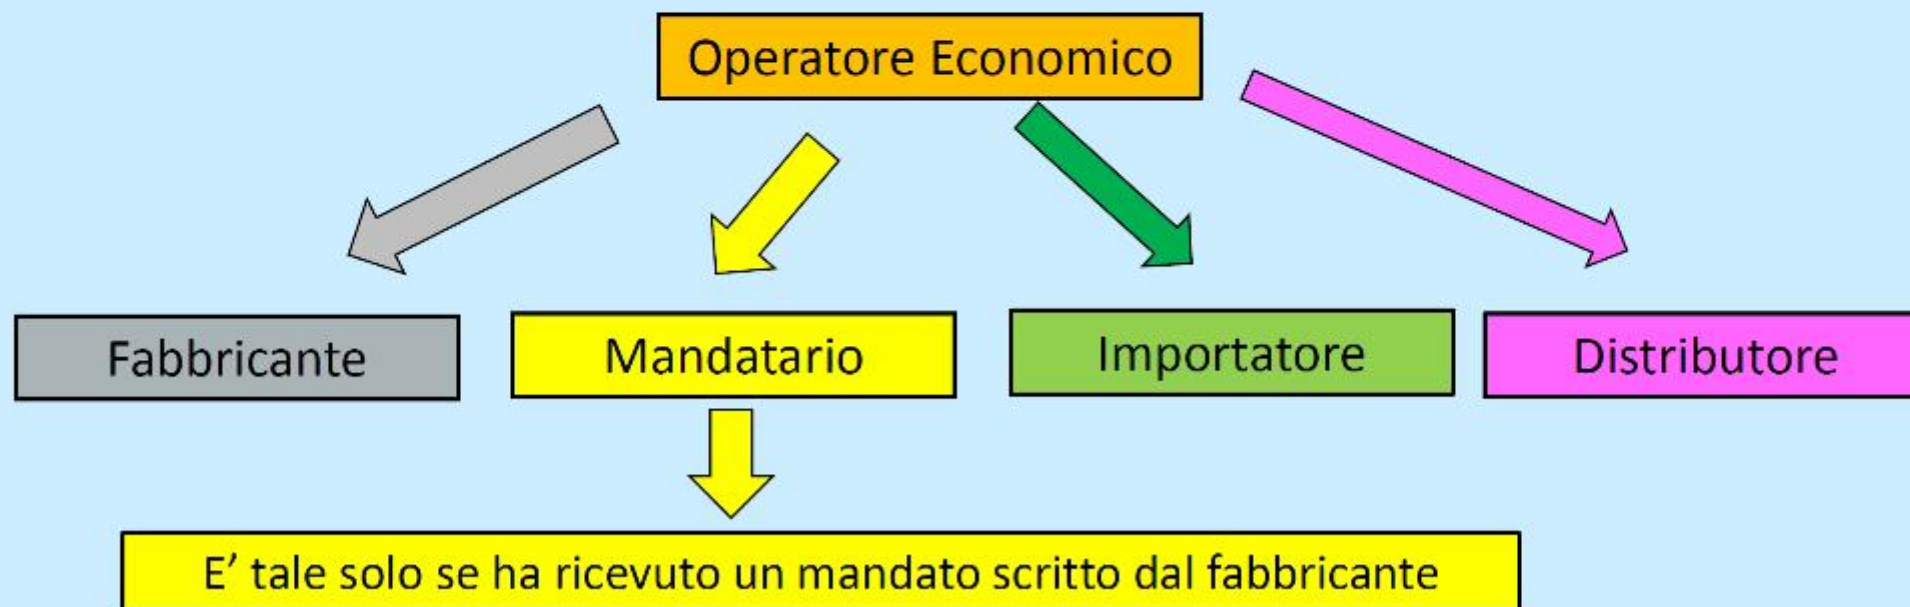 Operatore Economico
Fabbricante
Mandatario
Importatore
Distributore
E’ tale solo se ha ricevuto un mandato scritto dal fabbricante